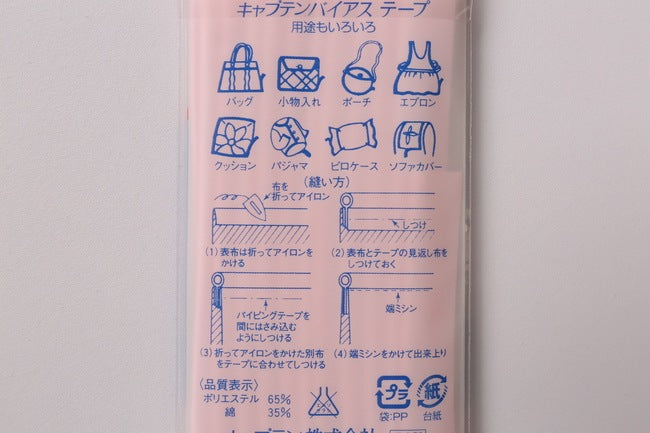 キャプテンバイアス テープ
用途もいろいろ
バッグ 小物入れ ポーチ エプロン
クッション パジャマ ピロケース ソファカバー
〈縫い方〉
布を
折ってアイロン
しつけ
(1) 表布は折ってアイロンを
かける
(2) 表布とテープの見返し布を
しつけておく
パイピングテープを
間にはさみ込む
ようにしつける
端ミシン
(3) 折ってアイロンをかけた別布
をテープに合わせてしつける
(4) 端ミシンをかけて出来上り
〈品質表示〉
ポリエステル 65%
綿 35%
プラ
紙
袋:PP
台紙